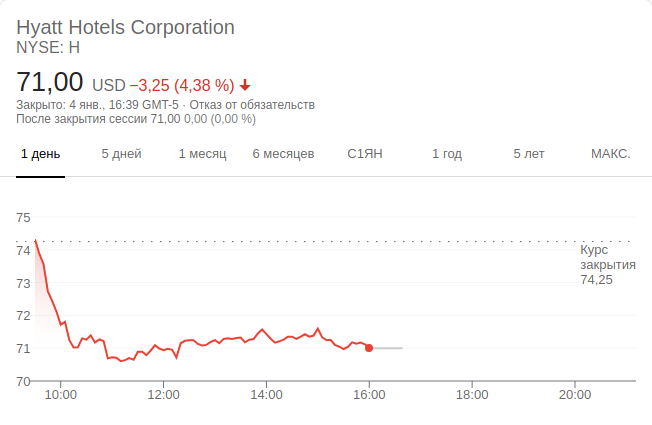 Hyatt Hotels Corporation
NYSE: H
71,00 USD −3,25 (4,38 %)
Закрыто: 4 янв., 16:39 GMT-5 · Отказ от обязательств
После закрытия сессии 71,00 0,00 (0,00 %)
1 день 5 дней 1 месяц 6 месяцев С1ЯН 1 год 5 лет МАКС.
75
74
73
72
71
70
Курс
закрытия
74,25
10:00 12:00 14:00 16:00 18:00 20:00